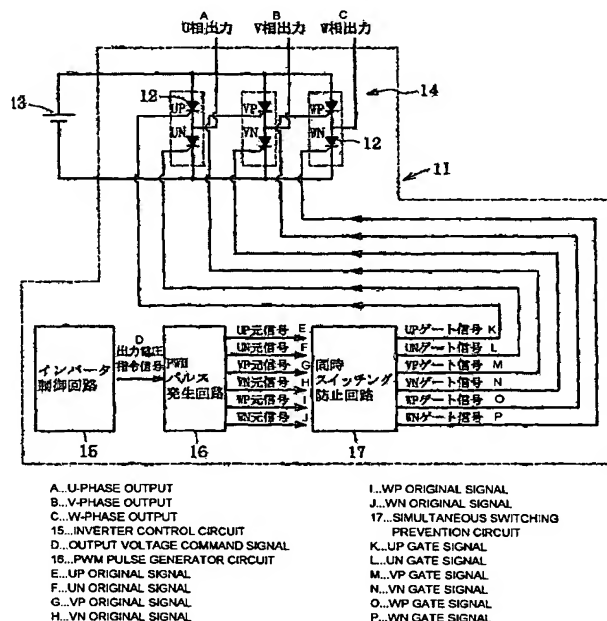 A B C
U相出力 V相出力 W相出力
13
12
14
UP VP WP
UN VN WN
12
11
D
出力電圧
指令信号
インバータ
制御回路
PWM
パルス
発生回路
UP元信号 E
UN元信号 F
VP元信号 G
VN元信号 H
WP元信号 I
WN元信号 J
同時
スイッチング
防止回路
UPゲート信号 K
UNゲート信号 L
VPゲート信号 M
VNゲート信号 N
WPゲート信号 O
WNゲート信号 P
15 16 17
A...U-PHASE OUTPUT
B...V-PHASE OUTPUT
C...W-PHASE OUTPUT
15...INVERTER CONTROL CIRCUIT
D...OUTPUT VOLTAGE COMMAND SIGNAL
16...PWM PULSE GENERATOR CIRCUIT
E...UP ORIGINAL SIGNAL
F...UN ORIGINAL SIGNAL
G...VP ORIGINAL SIGNAL
H...VN ORIGINAL SIGNAL
I...WP ORIGINAL SIGNAL
J...WN ORIGINAL SIGNAL
17...SIMULTANEOUS SWITCHING
PREVENTION CIRCUIT
K...UP GATE SIGNAL
L...UN GATE SIGNAL
M...VP GATE SIGNAL
N...VN GATE SIGNAL
O...WP GATE SIGNAL
P...WN GATE SIGNAL